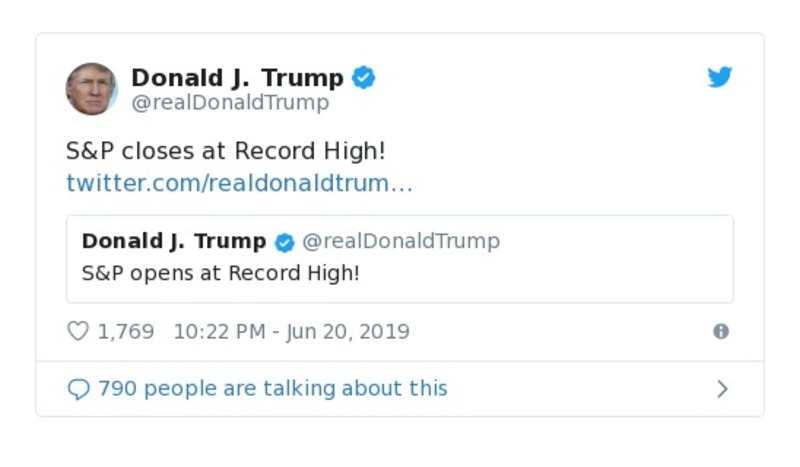 Donald J. Trump
@realDonaldTrump
S&P closes at Record High!
twitter.com/realdonaldtrum…
Donald J. Trump @realDonaldTrump
S&P opens at Record High!
1,769 10:22 PM - Jun 20, 2019
790 people are talking about this